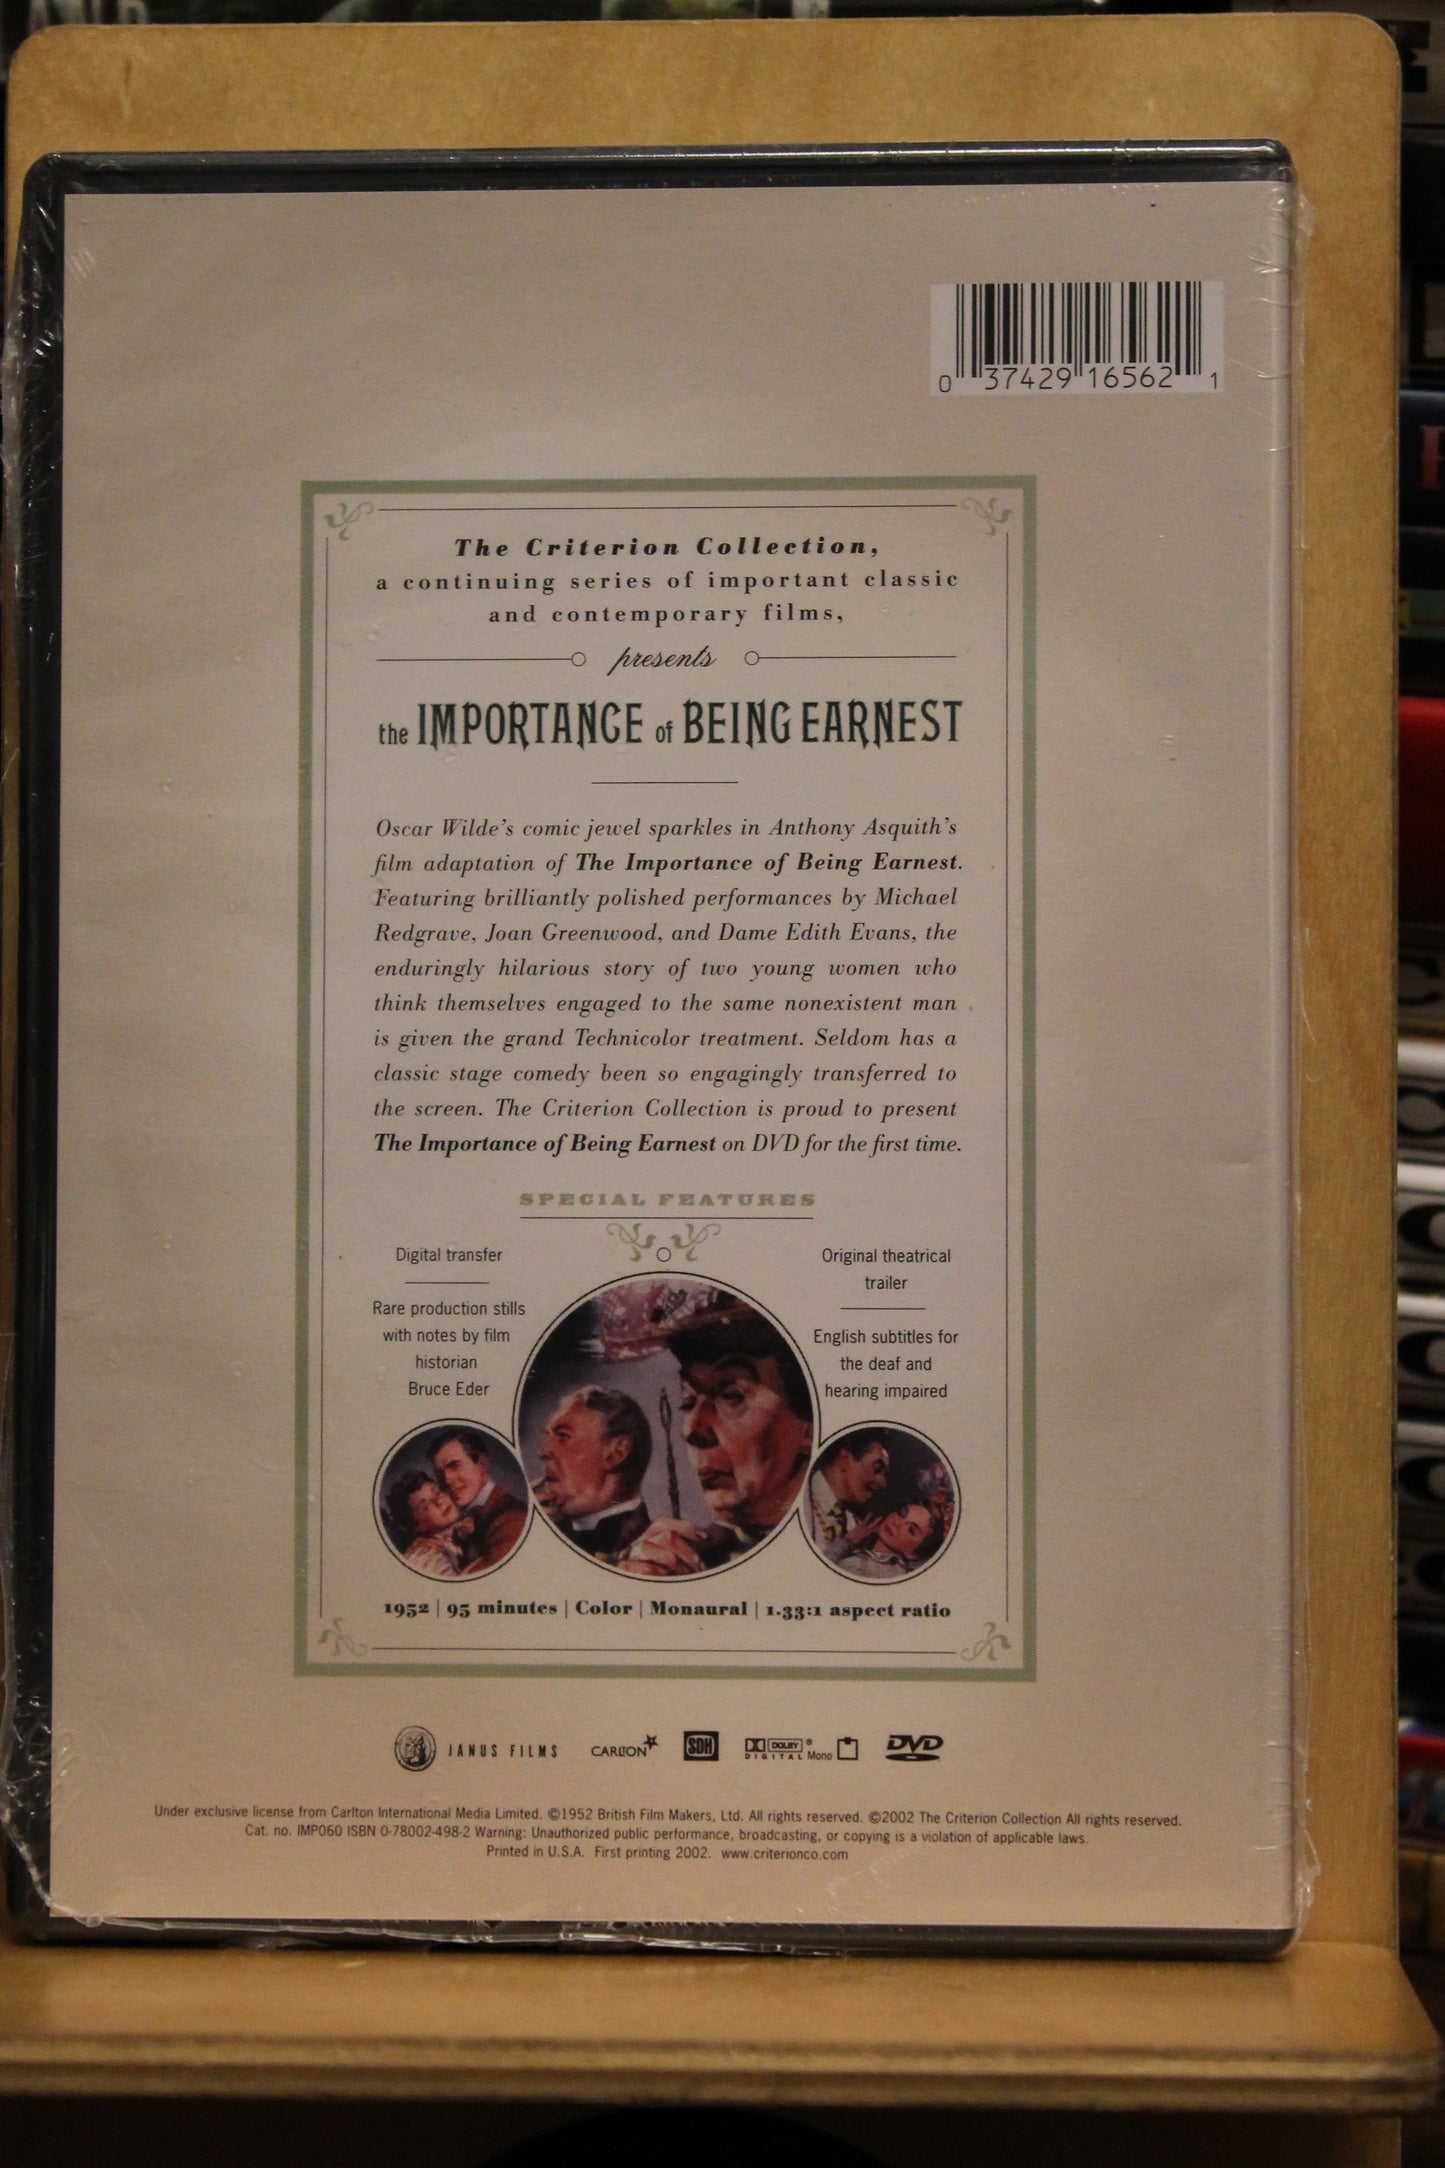 0 37429 16562 1
The Criterion Collection,
a continuing series of important classic
and contemporary films,
presents
the IMPORTANCE of BEING EARNEST
Oscar Wilde's comic jewel sparkles in Anthony Asquith's
film adaptation of The Importance of Being Earnest.
Featuring brilliantly polished performances by Michael
Redgrave, Joan Greenwood, and Dame Edith Evans, the
enduringly hilarious story of two young women who
think themselves engaged to the same nonexistent man
is given the grand Technicolor treatment. Seldom has a
classic stage comedy been so engagingly transferred to
the screen. The Criterion Collection is proud to present
The Importance of Being Earnest on DVD for the first time.
SPECIAL FEATURES
Digital transfer
Rare production stills
with notes by film
historian
Bruce Eder
Original theatrical
trailer
English subtitles for
the deaf and
hearing impaired
1952 | 95 minutes | Color | Monaural | 1.33:1 aspect ratio
JANUS FILMS CARLTON SDH DOLBY DIGITAL Mono DVD
Under exclusive license from Carlton International Media Limited. ©1952 British Film Makers, Ltd. All rights reserved. ©2002 The Criterion Collection All rights reserved.
Cat. no. IMP060 ISBN 0-78002-498-2 Warning: Unauthorized public performance, broadcasting, or copying is a violation of applicable laws.
Printed in U.S.A. First printing 2002. www.criterionco.com